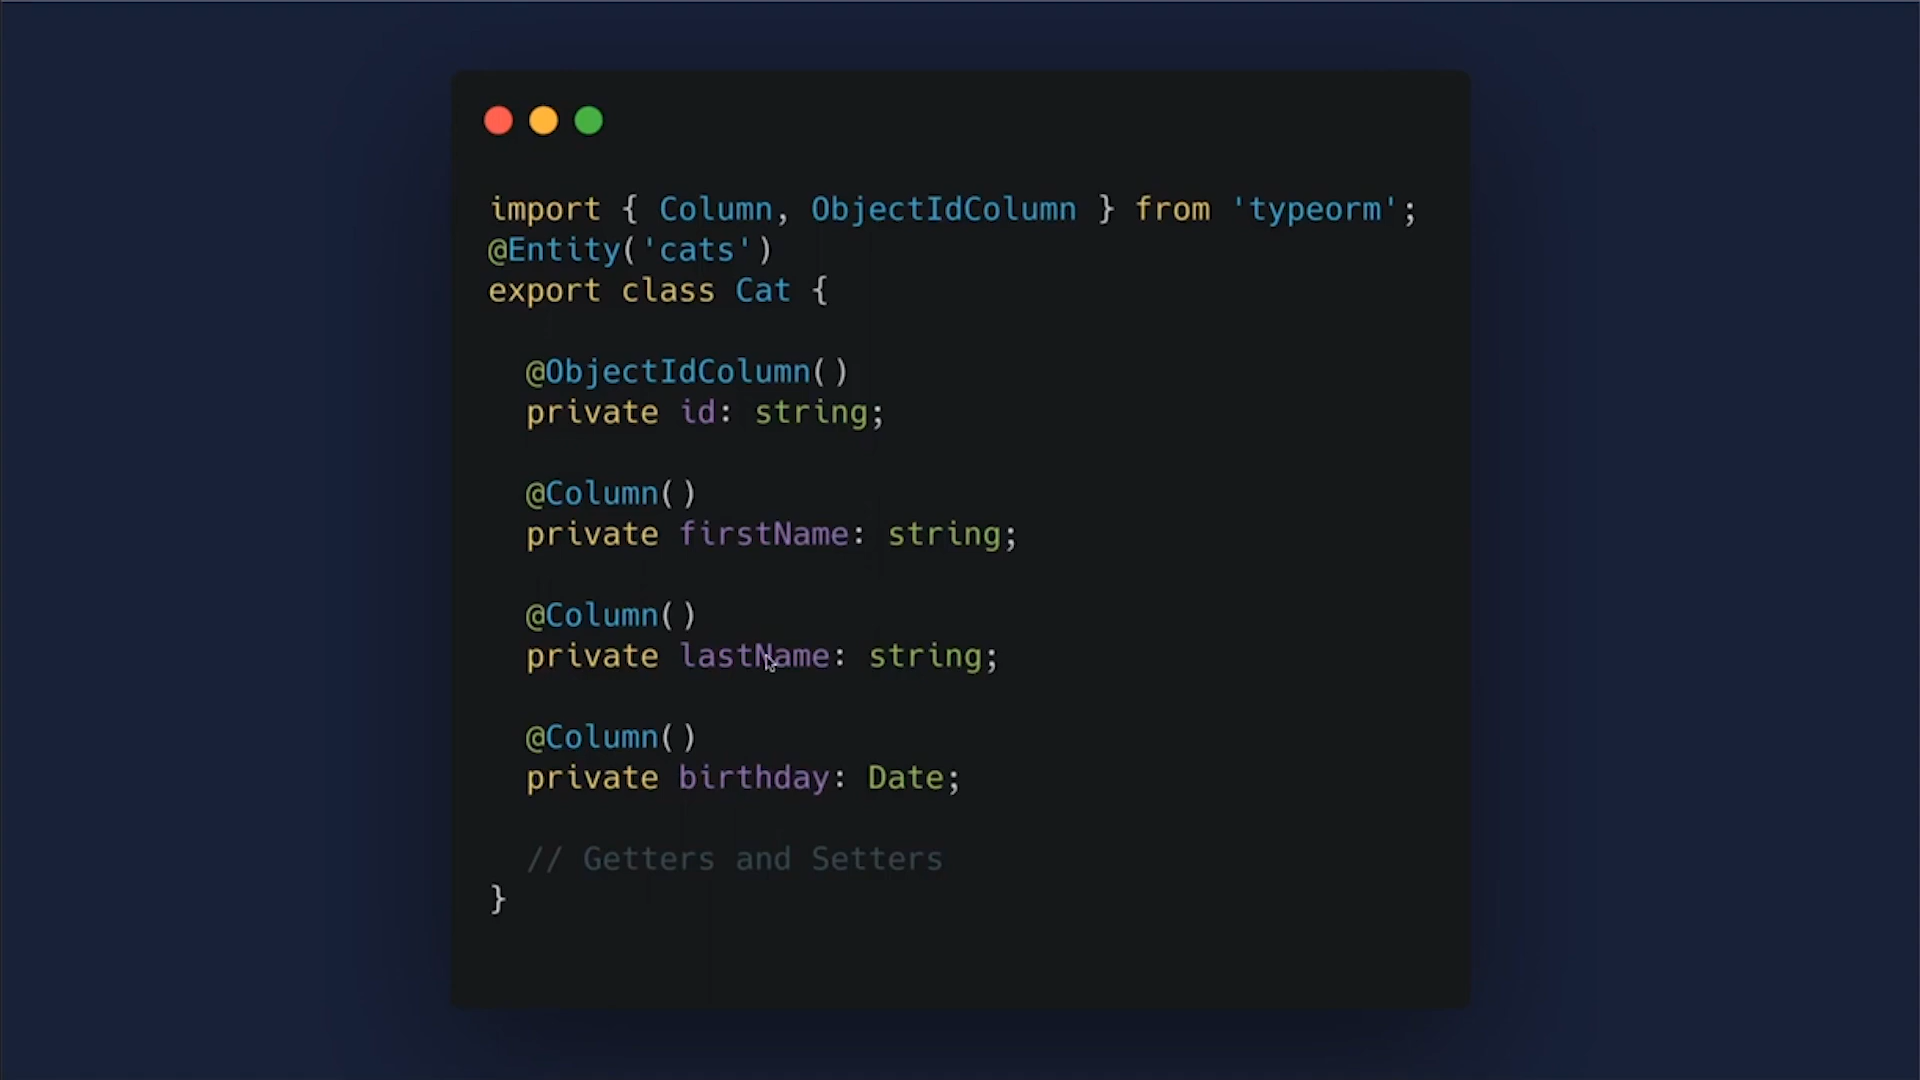 import { Column, ObjectIdColumn } from 'typeorm';
@Entity('cats')
export class Cat {
@ObjectIdColumn()
private id: string;
@Column()
private firstName: string;
@Column()
private lastName: string;
@Column()
private birthday: Date;
// Getters and Setters
}